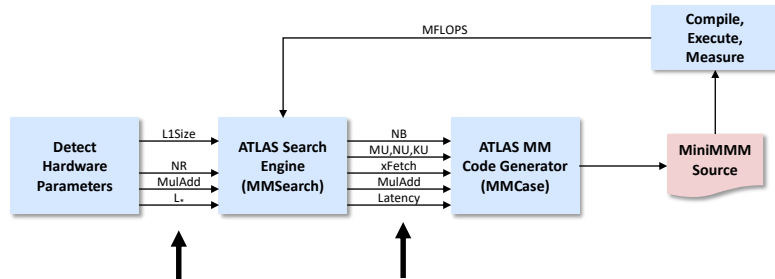 MFLOPS
Compile,
Execute,
Measure
Detect
Hardware
Parameters
L1Size
NR
MulAdd
L*
ATLAS Search
Engine
(MMSearch)
NB
MU,NU,KU
xFetch
MulAdd
Latency
ATLAS MM
Code Generator
(MMCase)
MiniMMM
Source